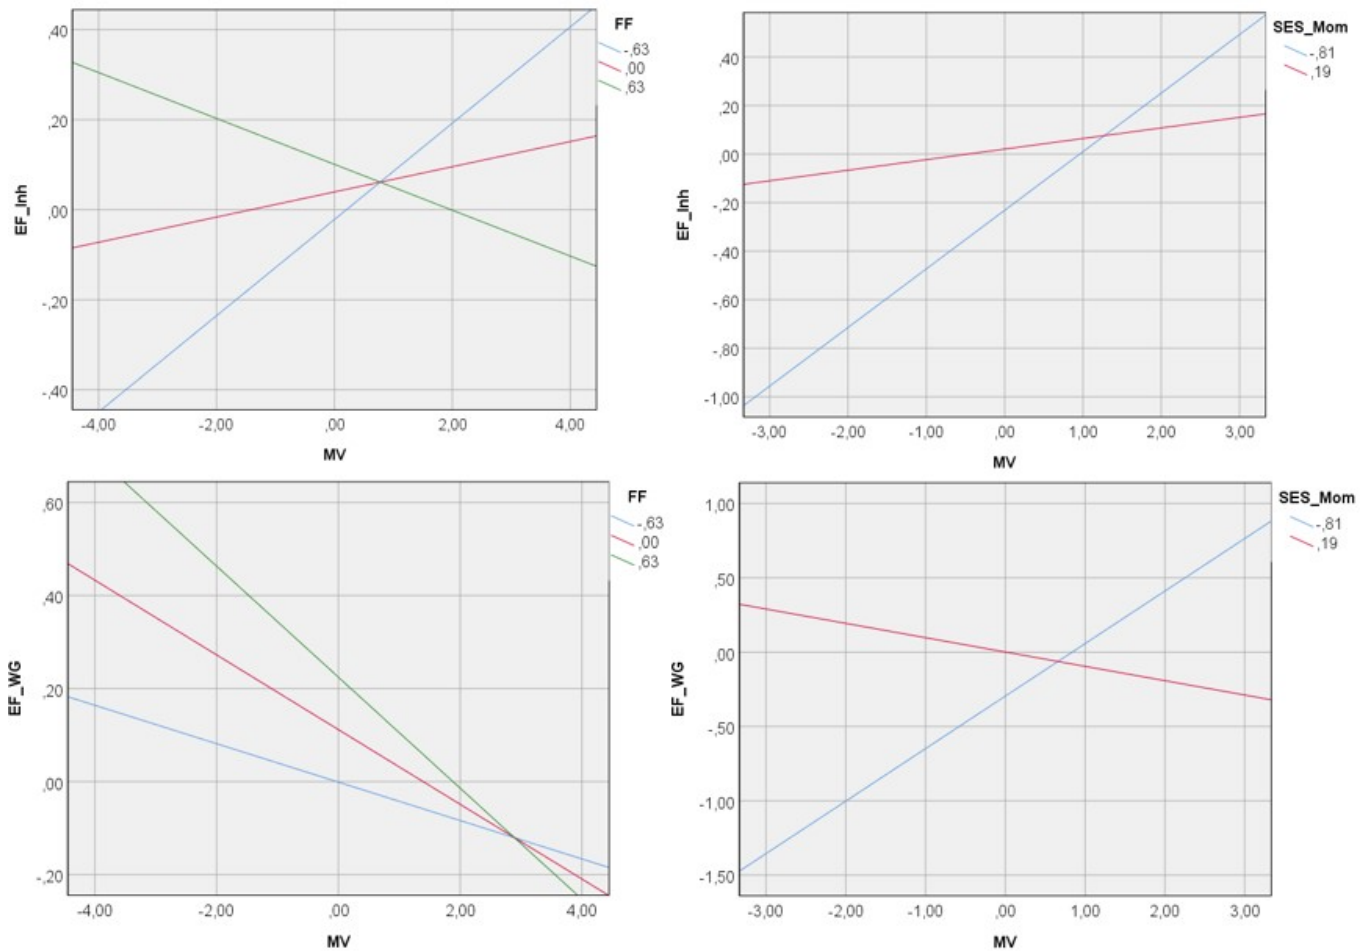 FF
-,63
,00
,63
,40
,20
,00
-,20
-,40
EF_Inh
-4,00 -2,00 ,00 2,00 4,00
MV
SES_Mom
-,81
,19
,40
,20
,00
-,20
-,40
-,60
-,80
-1,00
EF_Inh
-3,00 -2,00 -1,00 ,00 1,00 2,00 3,00
MV
FF
-,63
,00
,63
,60
,40
,20
,00
-,20
EF_WG
-4,00 -2,00 ,00 2,00 4,00
MV
SES_Mom
-,81
,19
1,00
,50
,00
-,50
-1,00
-1,50
EF_WG
-3,00 -2,00 -1,00 ,00 1,00 2,00 3,00
MV